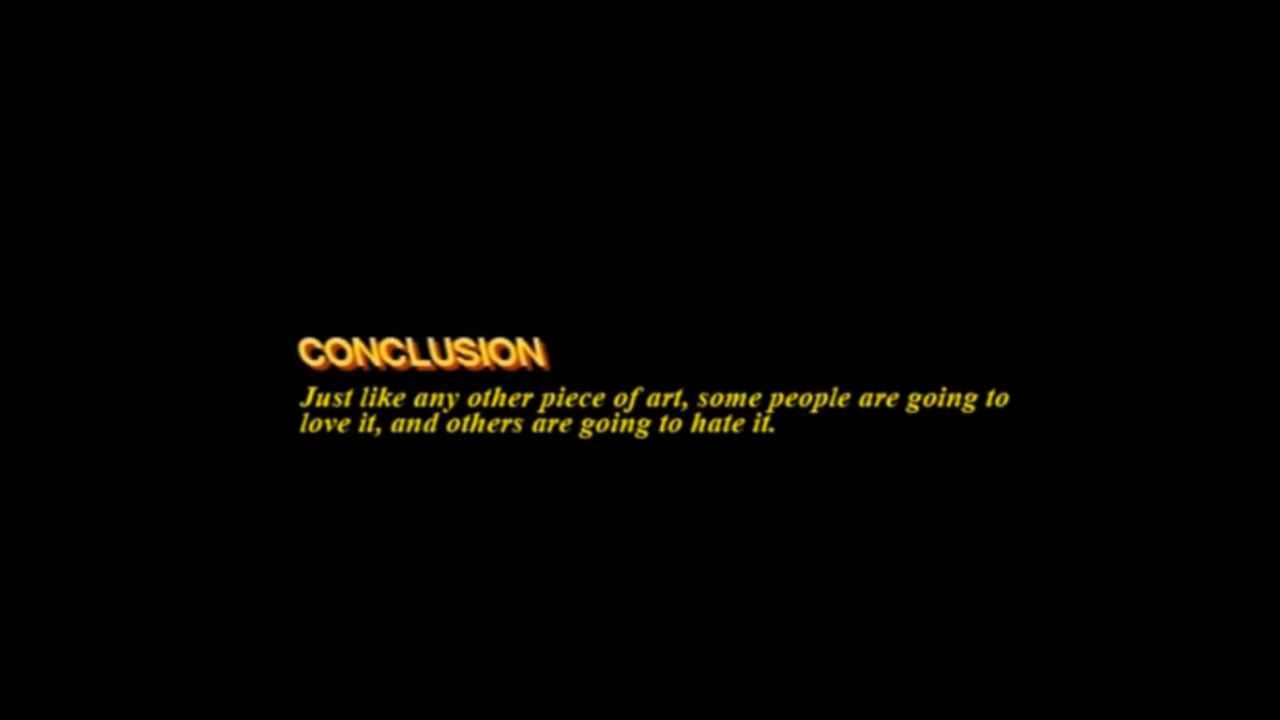 CONCLUSION
Just like any other piece of art, some people are going to
love it, and others are going to hate it.